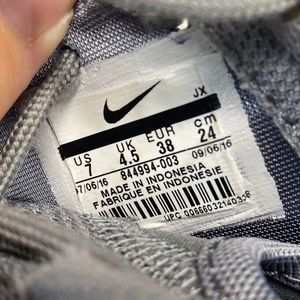 JX
US UK EUR cm
7 4.5 38 24
07/06/16 844994-003 09/06/16
MADE IN INDONESIA
FABRIQUE EN INDONÉSIE